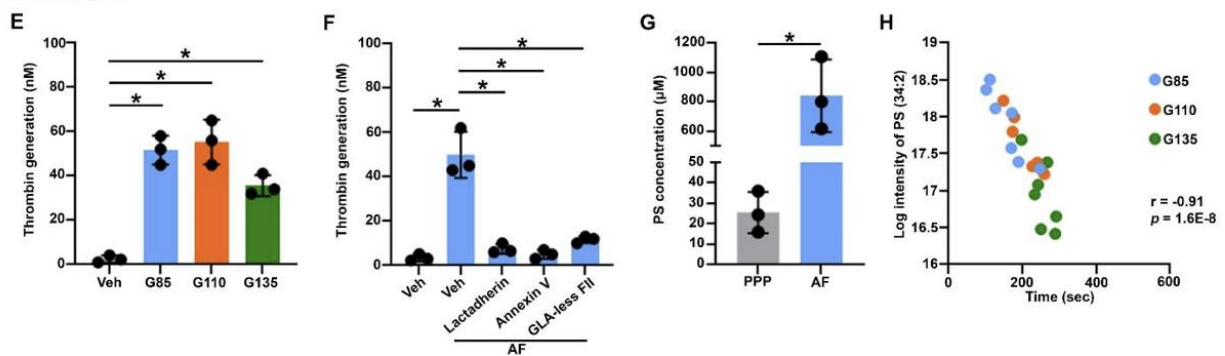 E
Thrombin generation (nM)
100
80
60
40
20
0
*
*
*
Veh
G85
G110
G135
F
Thrombin generation (nM)
100
80
60
40
20
0
*
*
*
*
Veh
Veh
Lactadherin
Annexin V
GLA-less FII
AF
G
PS concentration (µM)
1200
1000
800
600
50
40
30
20
10
0
*
PPP
AF
H
Log intensity of PS (34:2)
19
18.5
18
17.5
17
16.5
16
0
200
400
600
Time (sec)
G85
G110
G135
r = -0.91
p = 1.6E-8